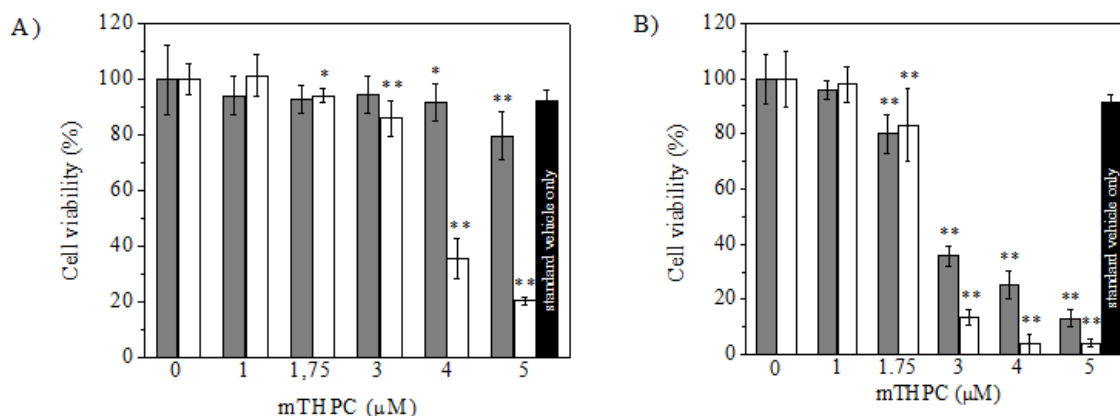 A)
Cell viability (%)
120
100
80
60
40
20
0
* ** * ** ** **
standard vehicle only
0 1 1,75 3 4 5
mTHPC (µM)
B)
Cell viability (%)
120
100
80
60
40
20
0
** ** ** ** ** ** ** **
standard vehicle only
0 1 1.75 3 4 5
mTHPC (µM)